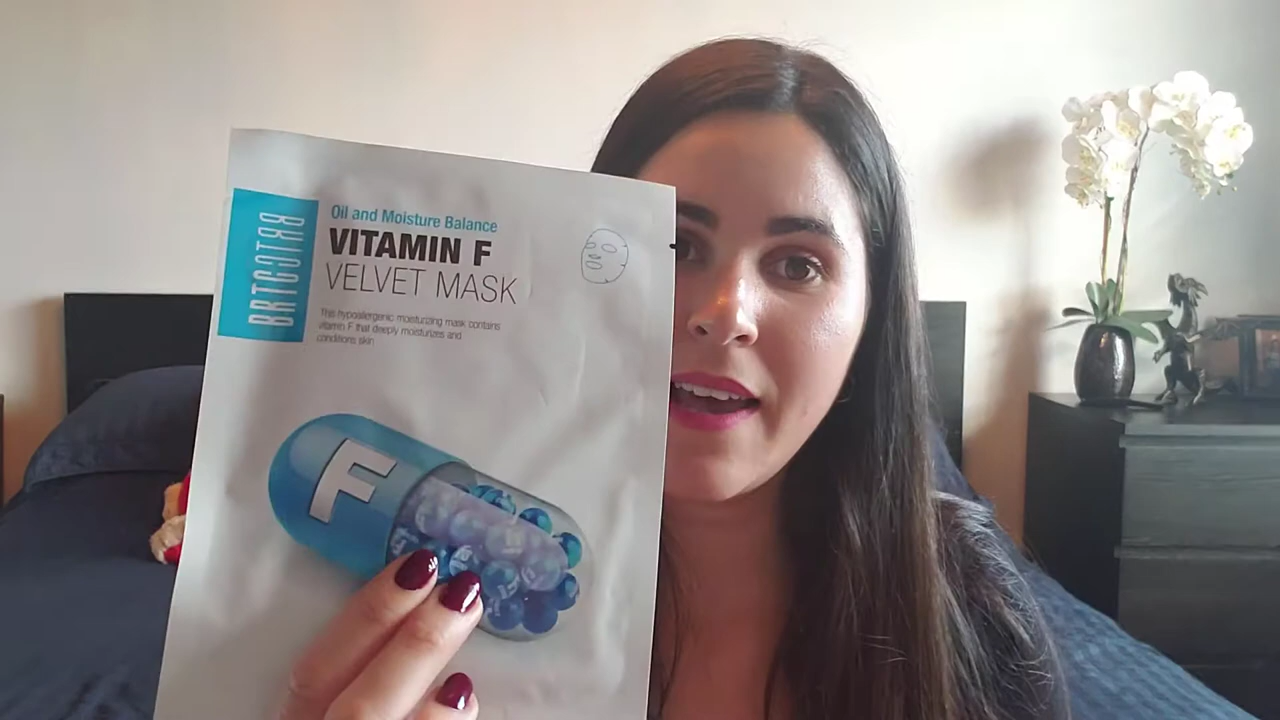 BRTC
Oil and Moisture Balance
VITAMIN F
VELVET MASK
This hypoallergenic moisturizing mask contains
vitamin F that deeply moisturizes and
conditions skin
F